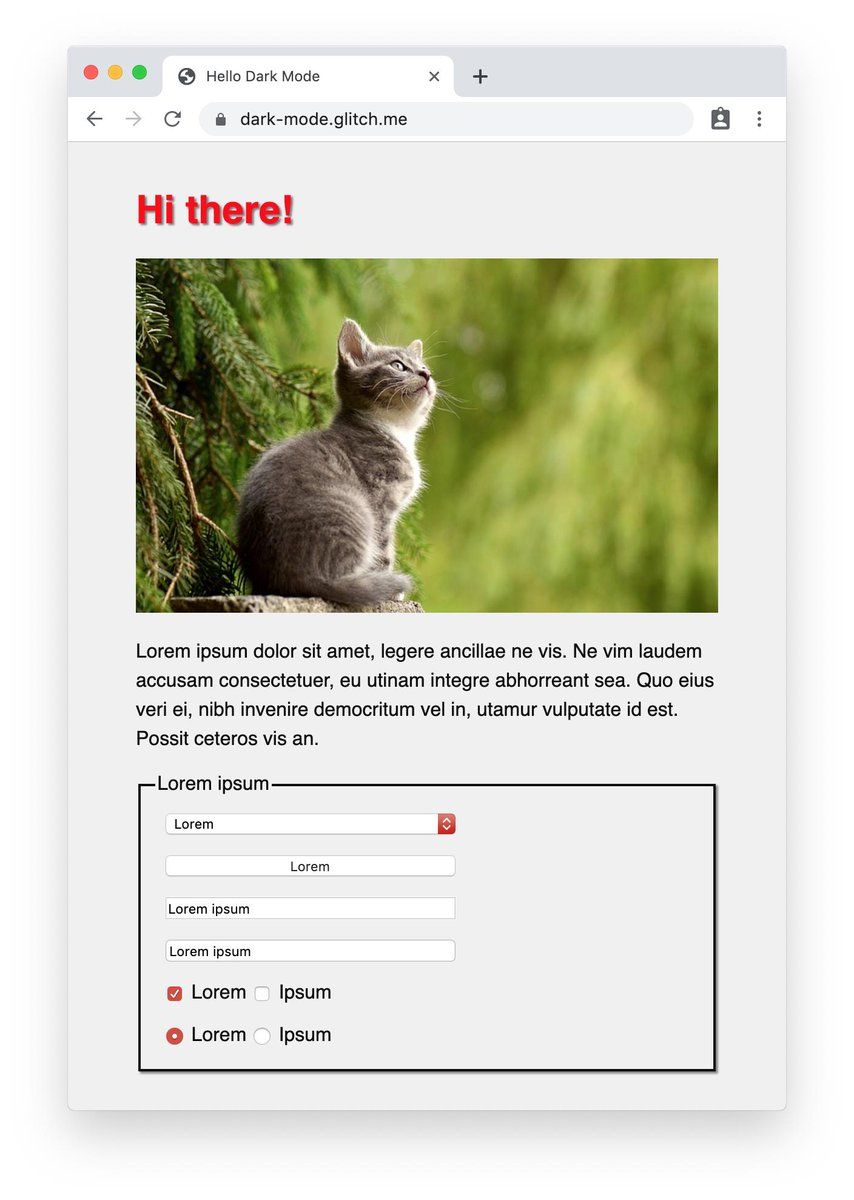 Hello Dark Mode
dark-mode.glitch.me
Hi there!
Lorem ipsum dolor sit amet, legere ancillae ne vis. Ne vim laudem
accusam consectetuer, eu utinam integre abhorreant sea. Quo eius
veri ei, nibh invenire democritum vel in, utamur vulputate id est.
Possit ceteros vis an.
Lorem ipsum
Lorem
Lorem
Lorem ipsum
Lorem ipsum
Lorem Ipsum
Lorem Ipsum